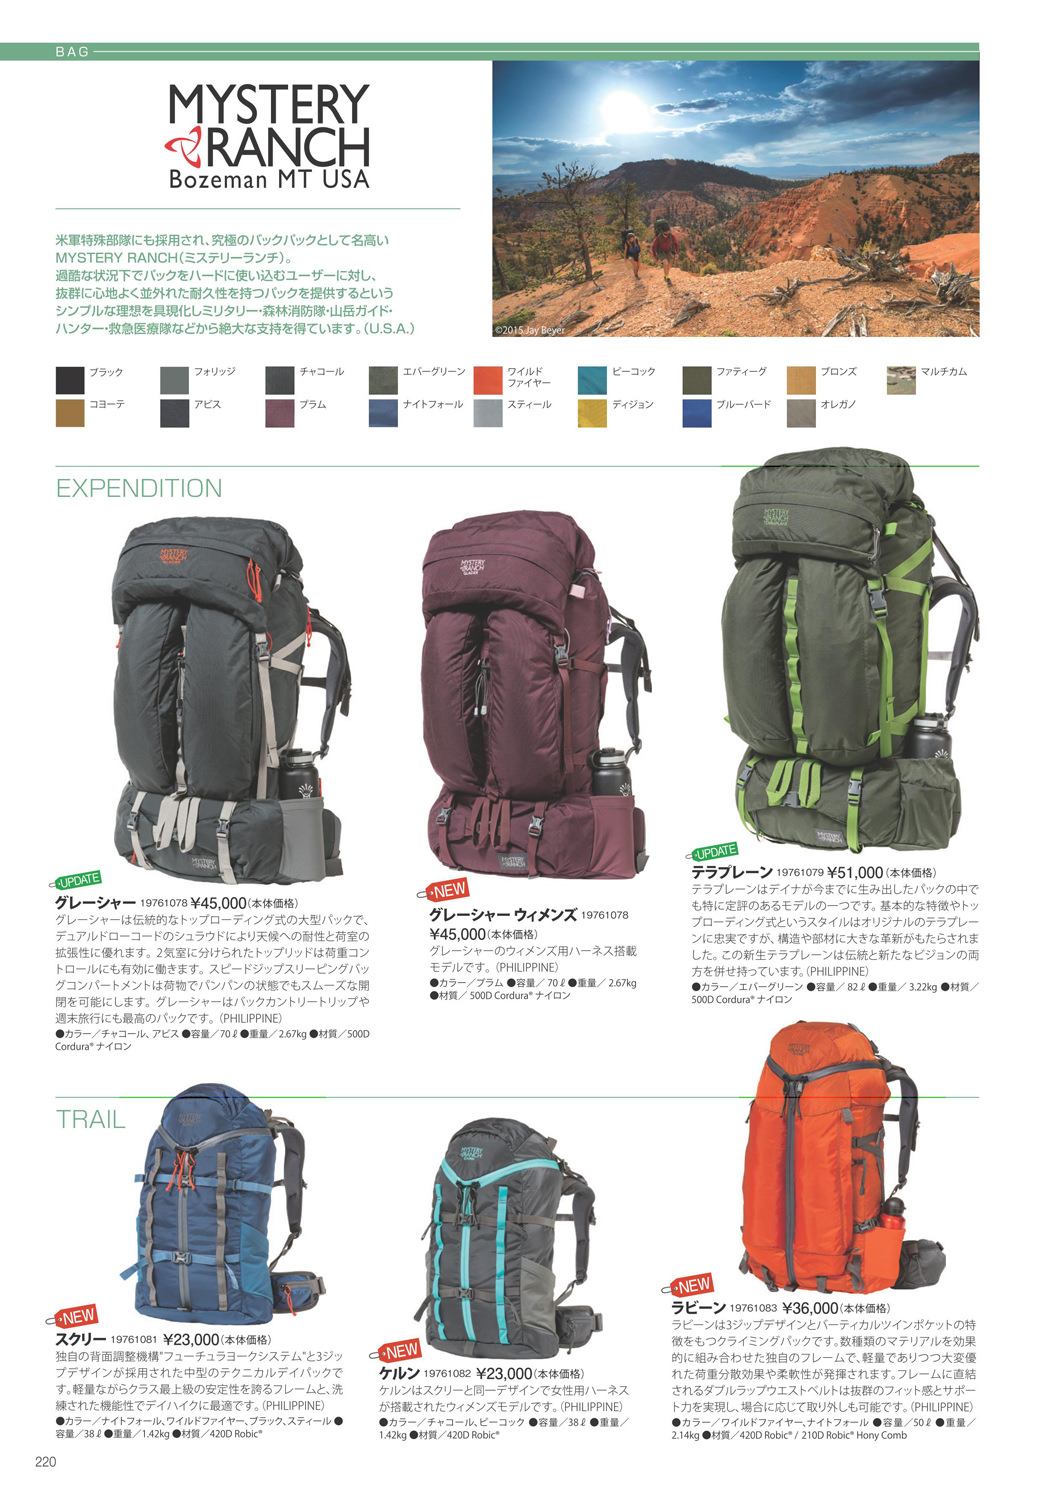 BAG
MYSTERY
RANCH
Bozeman MT USA
米軍特殊部隊にも採用され、究極のバックパックとして名高い
MYSTERY RANCH（ミステリーランチ）。
過酷な状況下でパックをハードに使い込むユーザーに対し、
抜群に心地よく並外れた耐久性を持つパックを提供するという
シンプルな理想を具現化しミリタリー・森林消防隊・山岳ガイド・
ハンター・救急医療隊などから絶大な支持を得ています。（U.S.A.）
©2015 Jay Beyer
ブラック
フォリッジ
チャコール
エバーグリーン
ワイルド
ファイヤー
ピーコック
ファティーグ
ブロンズ
マルチカム
コヨーテ
アビス
プラム
ナイトフォール
スティール
ディジョン
ブルーバード
オレガノ
EXPENDITION
MYSTERY
RANCH
GLACIER
MYSTERY
RANCH
MYSTERY
RANCH
GLACIER
MYSTERY
RANCH
MYSTERY
RANCH
TERRAPLANE
MYSTERY
RANCH
UPDATE
グレーシャー 19761078 ¥45,000（本体価格）
グレーシャーは伝統的なトップローディング式の大型パックで、
デュアルドローコードのシュラウドにより天候への耐性と荷室の
拡張性に優れます。2気室に分けられたトップリッドは荷重コン
トロールにも有効に働きます。スピードジップスリーピングバッ
グコンパートメントは荷物でパンパンの状態でもスムーズな開
閉を可能にします。グレーシャーはバックカントリートリップや
週末旅行にも最高のパックです。（PHILIPPINE）
●カラー／チャコール、アビス ●容量／70ℓ ●重量／2.67kg ●材質／500D
Cordura® ナイロン
NEW
グレーシャー ウィメンズ 19761078
¥45,000（本体価格）
グレーシャーのウィメンズ用ハーネス搭載
モデルです。（PHILIPPINE）
●カラー／プラム ●容量／70ℓ ●重量／2.67kg
●材質／500D Cordura® ナイロン
UPDATE
テラプレーン 19761079 ¥51,000（本体価格）
テラプレーンはデイナが今までに生み出したパックの中で
も特に定評のあるモデルの一つです。基本的な特徴やトッ
プローディング式というスタイルはオリジナルのテラプレー
ンに忠実ですが、構造や部材に大きな革新がもたらされま
した。この新生テラプレーンは伝統と新たなビジョンの両
方を併せ持っています。（PHILIPPINE）
●カラー／エバーグリーン ●容量／82ℓ ●重量／3.22kg ●材質／
500D Cordura® ナイロン
TRAIL
MYSTERY
RANCH
MYSTERY
RANCH
MYSTERY
RANCH
NEW
スクリー 19761081 ¥23,000（本体価格）
独自の背面調整機構"フューチュラヨークシステム"と3ジッ
プデザインが採用された中型のテクニカルデイパックで
す。軽量ながらクラス最上級の安定性を誇るフレームと、洗
練された機能性でデイハイクに最適です。（PHILIPPINE）
●カラー／ナイトフォール、ワイルドファイヤー、ブラック、スティール ●
容量／38ℓ ●重量／1.42kg ●材質／420D Robic®
NEW
ケルン 19761082 ¥23,000（本体価格）
ケルンはスクリーと同一デザインで女性用ハーネス
が搭載されたウィメンズモデルです。（PHILIPPINE）
●カラー／チャコール、ピーコック ●容量／38ℓ ●重量／
1.42kg ●材質／420D Robic®
NEW
ラビーン 19761083 ¥36,000（本体価格）
ラビーンは3ジップデザインとバーティカルツインポケットの特
徴をもつクライミングパックです。数種類のマテリアルを効果
的に組み合わせた独自のフレームで、軽量でありつつ大変優
れた荷重分散効果や柔軟性が発揮されます。フレームに直結
されるダブルラップウエストベルトは抜群のフィット感とサポー
ト力を実現し、場合に応じて取り外しも可能です。（PHILIPPINE）
●カラー／ワイルドファイヤー、ナイトフォール ●容量／50ℓ ●重量／
2.14kg ●材質／420D Robic® / 210D Robic® Hony Comb
220